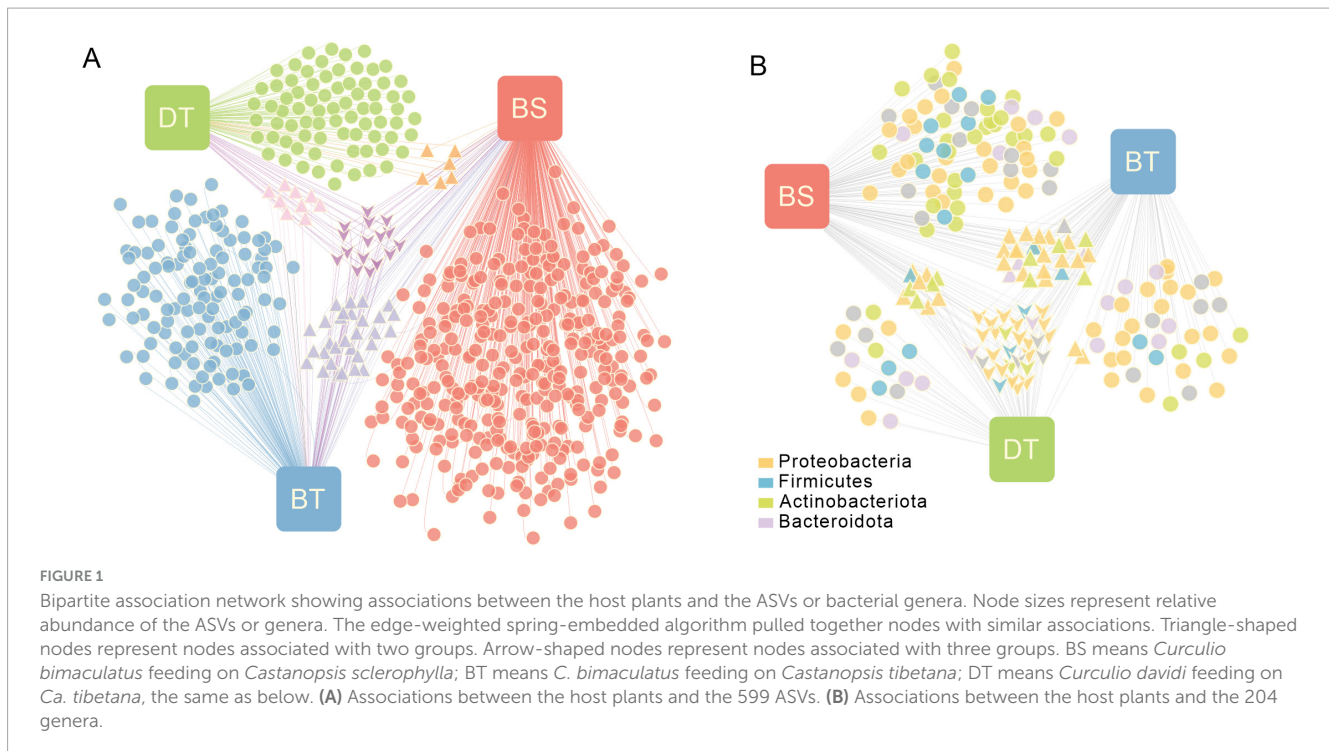 A
DT
BS
BT
B
BS
BT
DT
Proteobacteria
Firmicutes
Actinobacteriota
Bacteroidota
FIGURE 1
Bipartite association network showing associations between the host plants and the ASVs or bacterial genera. Node sizes represent relative
abundance of the ASVs or genera. The edge-weighted spring-embedded algorithm pulled together nodes with similar associations. Triangle-shaped
nodes represent nodes associated with two groups. Arrow-shaped nodes represent nodes associated with three groups. BS means Curculio
bimaculatus feeding on Castanopsis sclerophylla; BT means C. bimaculatus feeding on Castanopsis tibetana; DT means Curculio davidi feeding on
Ca. tibetana, the same as below. (A) Associations between the host plants and the 599 ASVs. (B) Associations between the host plants and the 204
genera.